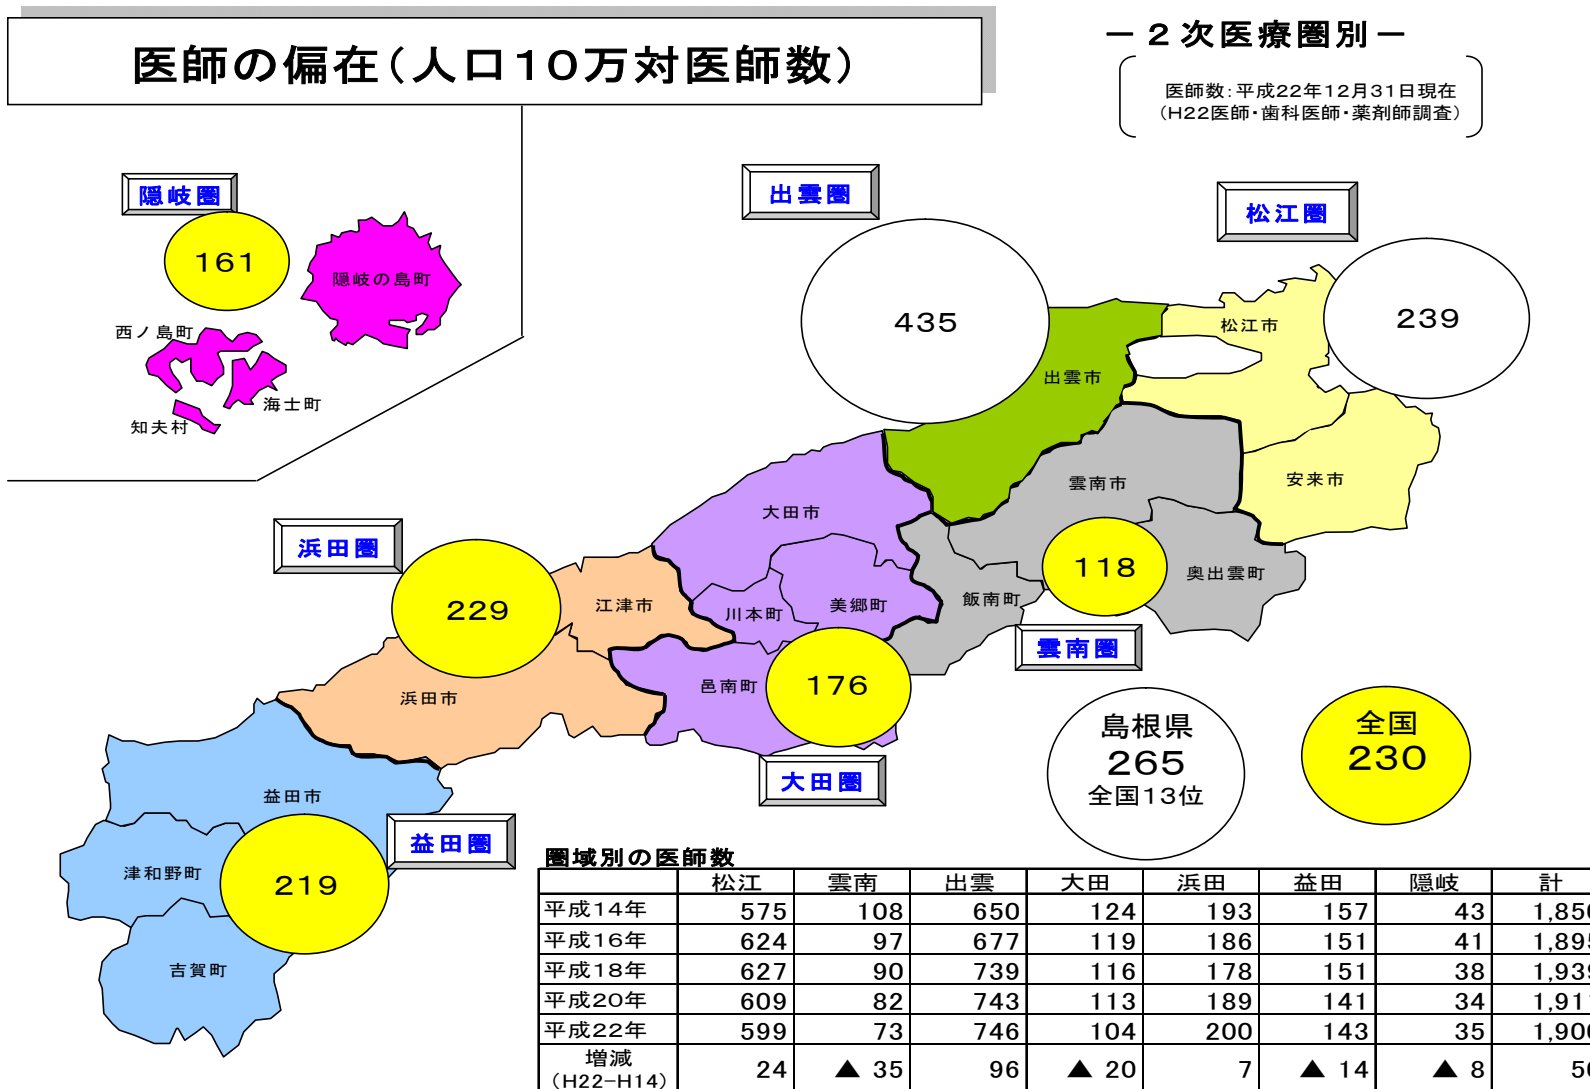 医師の偏在(人口10万対医師数)
－2次医療圏別－
医師数:平成22年12月31日現在
(H22医師・歯科医師・薬剤師調査)
隠岐圏
161
隠岐の島町
西ノ島町
海士町
知夫村
出雲圏
435
松江圏
239
松江市
出雲市
安来市
雲南市
大田市
浜田圏
229
江津市
川本町
美郷町
飯南町
118
奥出雲町
雲南圏
浜田市
邑南町
176
大田圏
島根県
265
全国13位
全国
230
益田市
益田圏
津和野町
219
吉賀町
圏域別の医師数
松江 雲南 出雲 大田 浜田 益田 隠岐 計
平成14年 575 108 650 124 193 157 43 1,850
平成16年 624 97 677 119 186 151 41 1,895
平成18年 627 90 739 116 178 151 38 1,939
平成20年 609 82 743 113 189 141 34 1,911
平成22年 599 73 746 104 200 143 35 1,900
増減
(H22-H14) 24 ▲ 35 96 ▲ 20 7 ▲ 14 ▲ 8 50